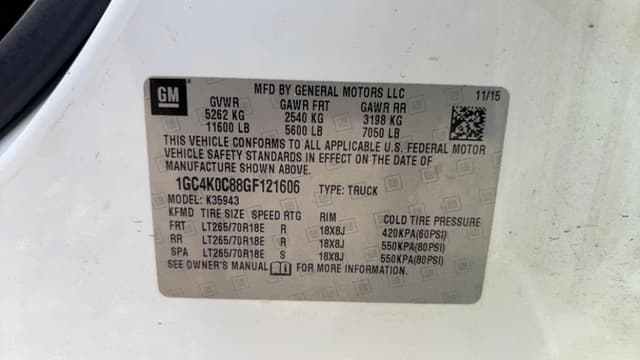 GM
MFD BY GENERAL MOTORS LLC
11/15
GVWR GAWR FRT GAWR RR
5262 KG 2540 KG 3198 KG
11600 LB 5600 LB 7050 LB
THIS VEHICLE CONFORMS TO ALL APPLICABLE U.S. FEDERAL MOTOR
VEHICLE SAFETY STANDARDS IN EFFECT ON THE DATE OF
MANUFACTURE SHOWN ABOVE.
1GC4K0C88GF121606 TYPE: TRUCK
MODEL: K35943
KFMD TIRE SIZE SPEED RTG RIM COLD TIRE PRESSURE
FRT LT265/70R18E R 18X8J 420KPA(60PSI)
RR LT265/70R18E R 18X8J 550KPA(80PSI)
SPA LT265/70R18E S 18X8J 550KPA(80PSI)
SEE OWNER'S MANUAL FOR MORE INFORMATION.